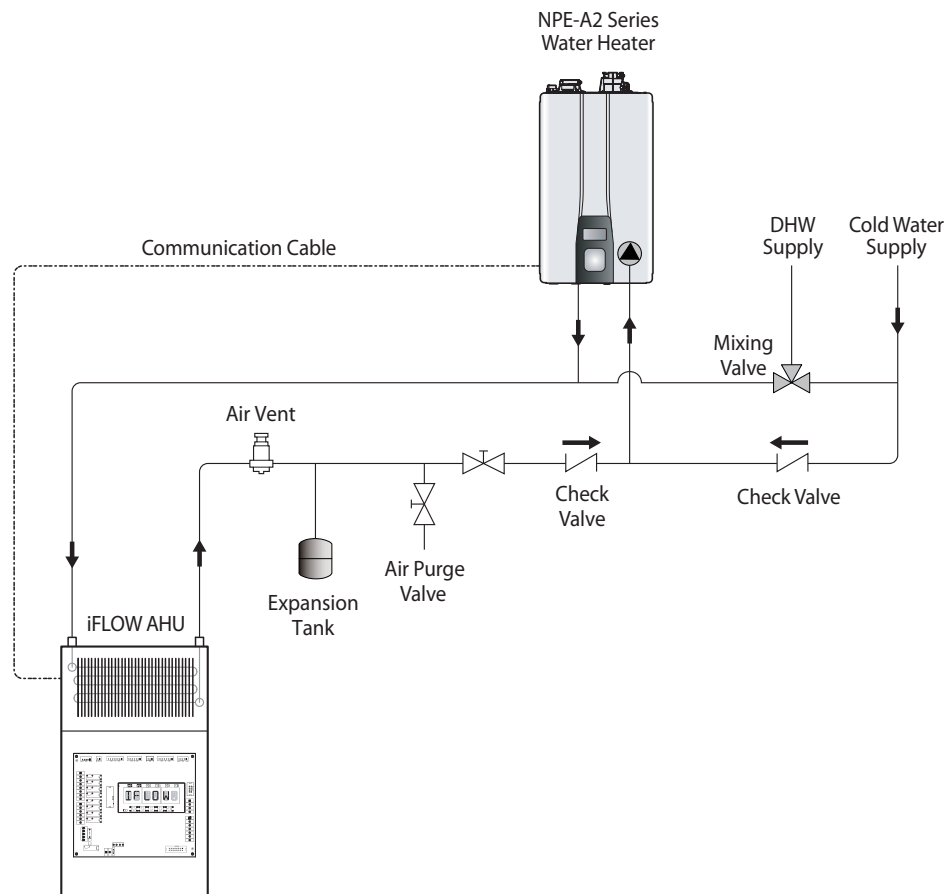 NPE-A2 Series
Water Heater
Communication Cable
DHW
Supply
Cold Water
Supply
Mixing
Valve
Air Vent
Check
Valve
Check Valve
Air Purge
Valve
Expansion
Tank
iFLOW AHU